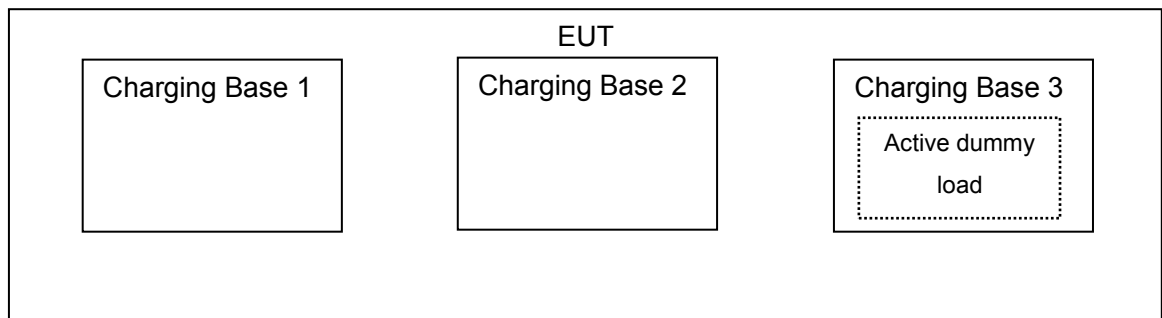 EUT
Charging Base 1
Charging Base 2
Charging Base 3
Active dummy
load